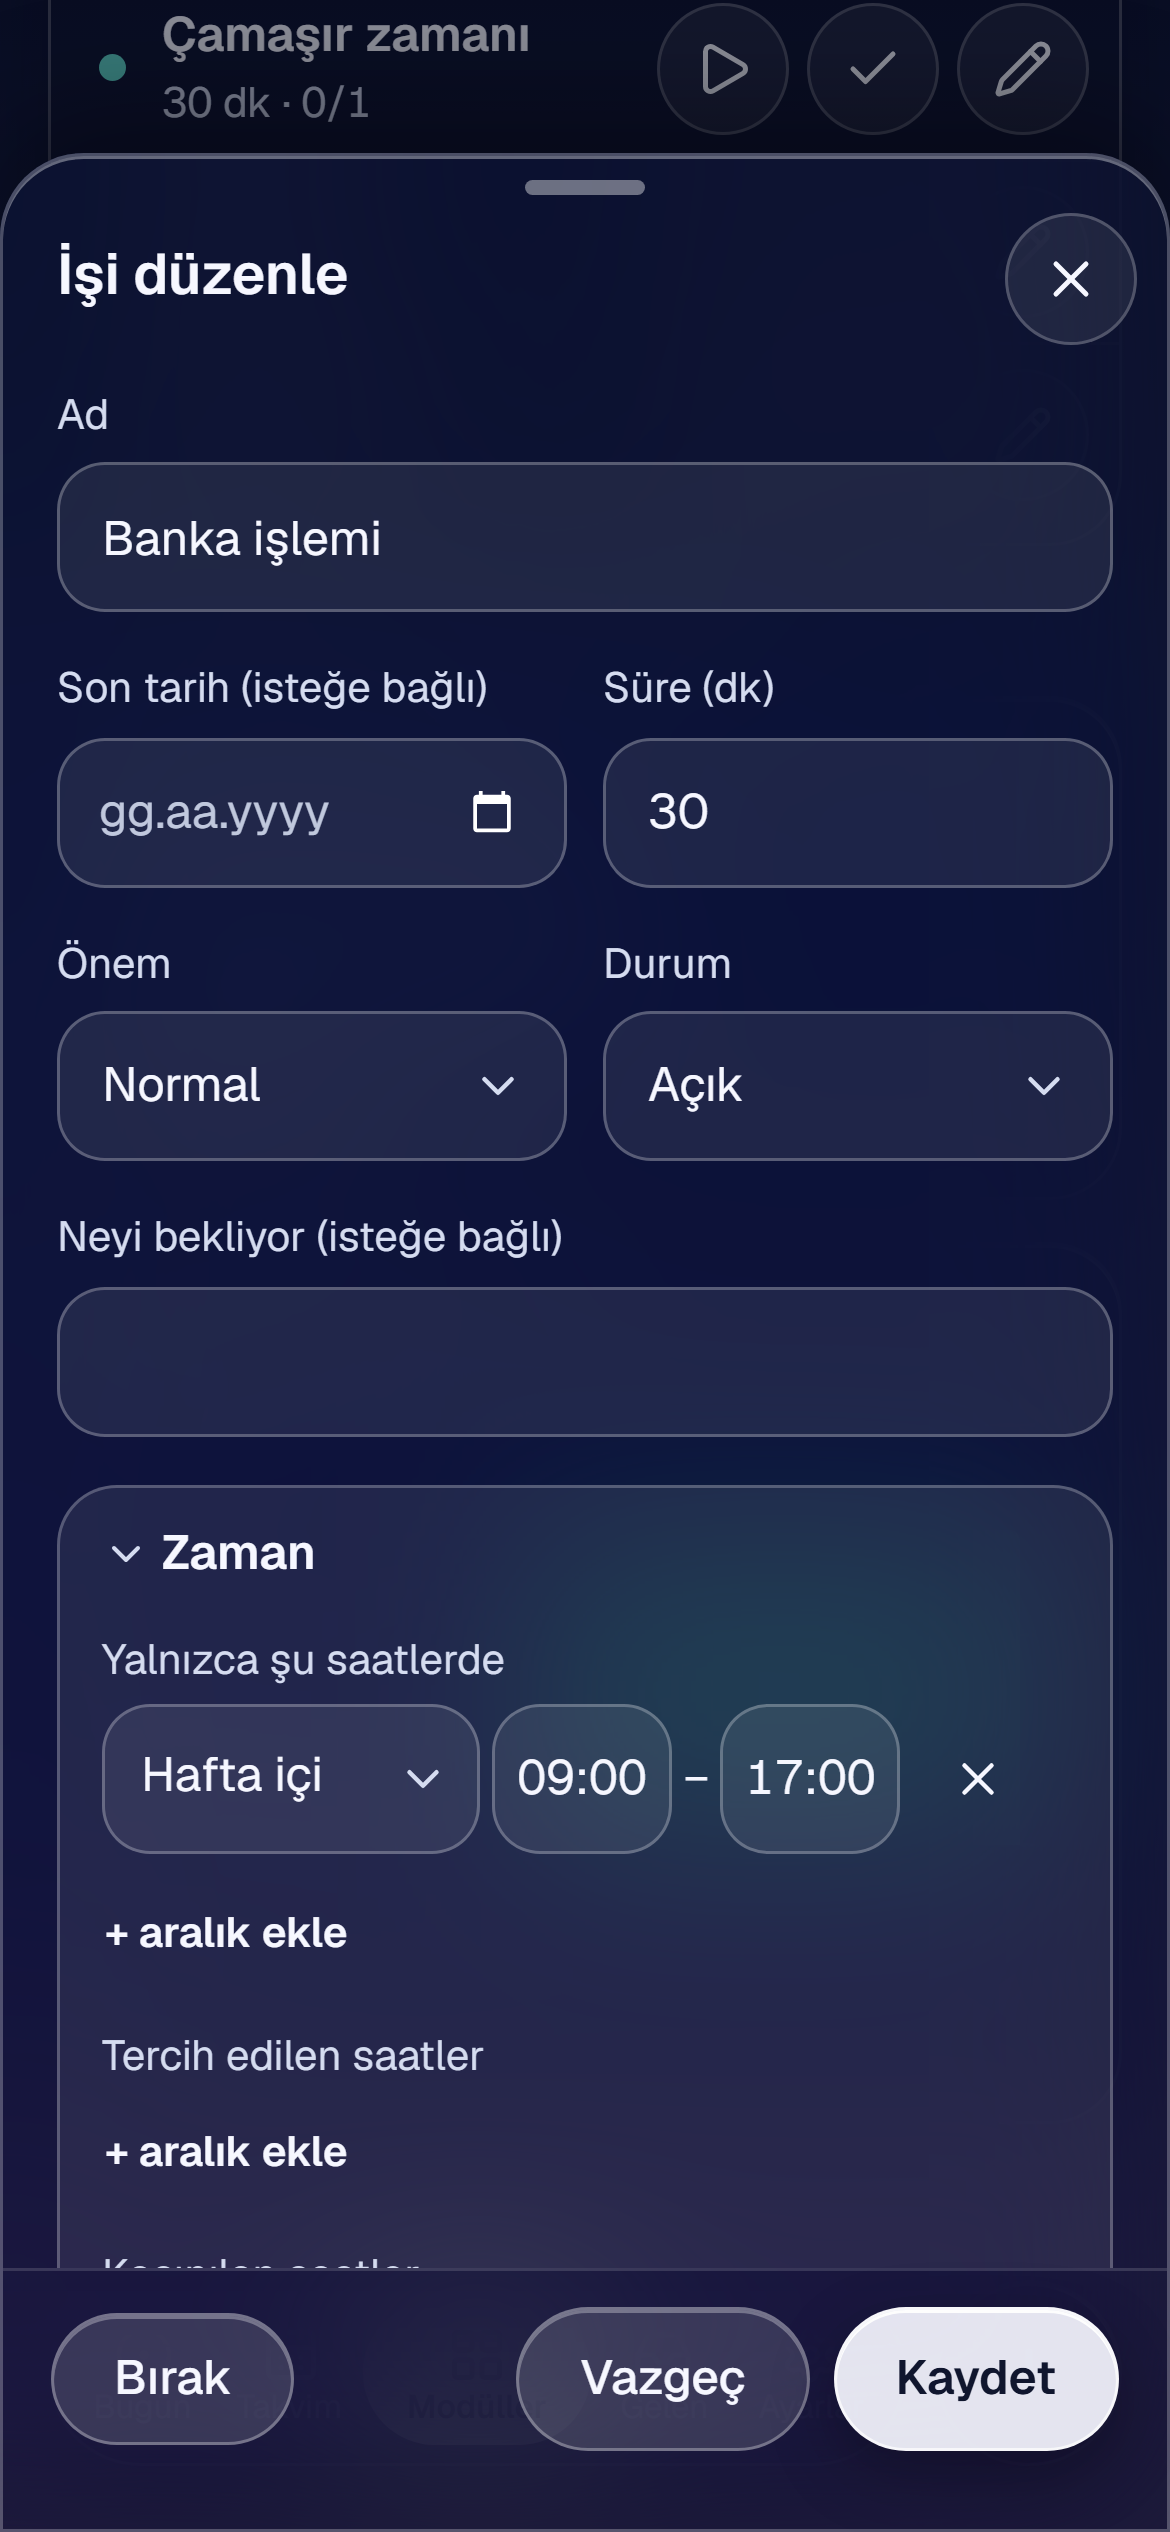 Çamaşır zamanı
30 dk · 0/1
İşi düzenle
Ad
Banka işlemi
Son tarih (isteğe bağlı)
Süre (dk)
gg.aa.yyyy
30
Önem
Durum
Normal
Açık
Neyi bekliyor (isteğe bağlı)
Zaman
Yalnızca şu saatlerde
Hafta içi
09:00 – 17:00
+ aralık ekle
Tercih edilen saatler
+ aralık ekle
Bırak
Vazgeç
Kaydet